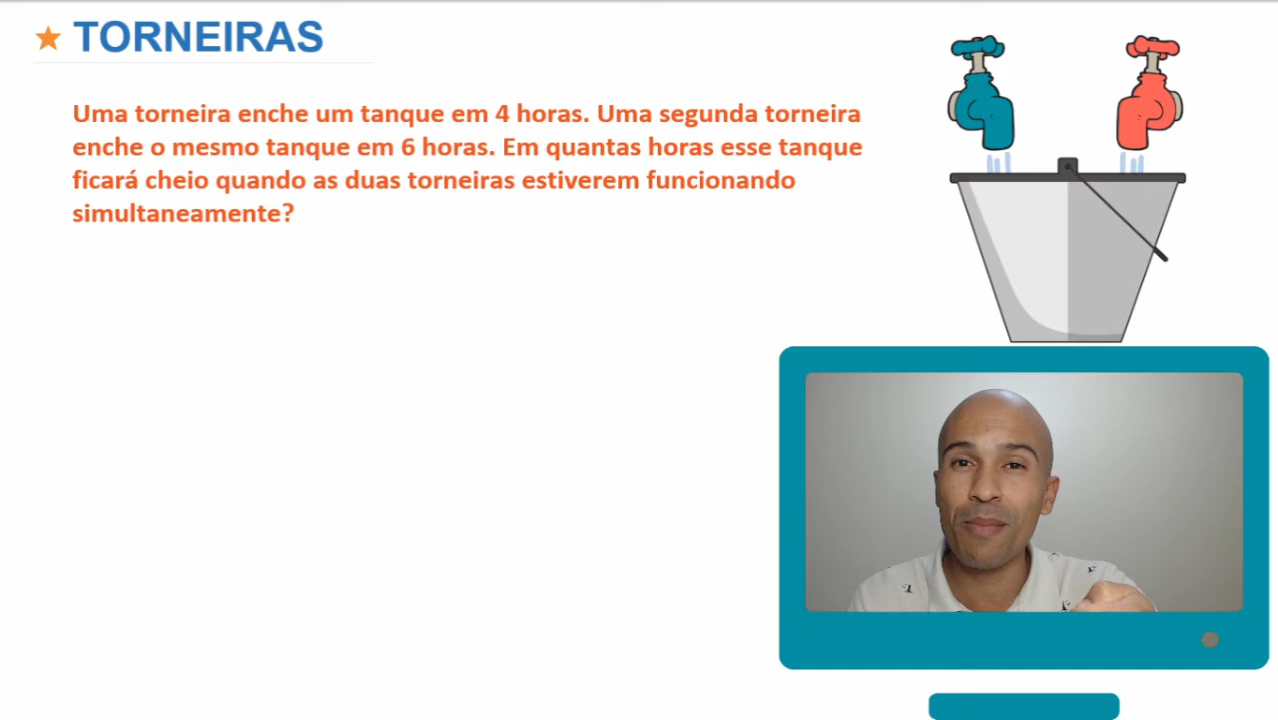 TORNEIRAS
Uma torneira enche um tanque em 4 horas. Uma segunda torneira
enche o mesmo tanque em 6 horas. Em quantas horas esse tanque
ficará cheio quando as duas torneiras estiverem funcionando
simultaneamente?